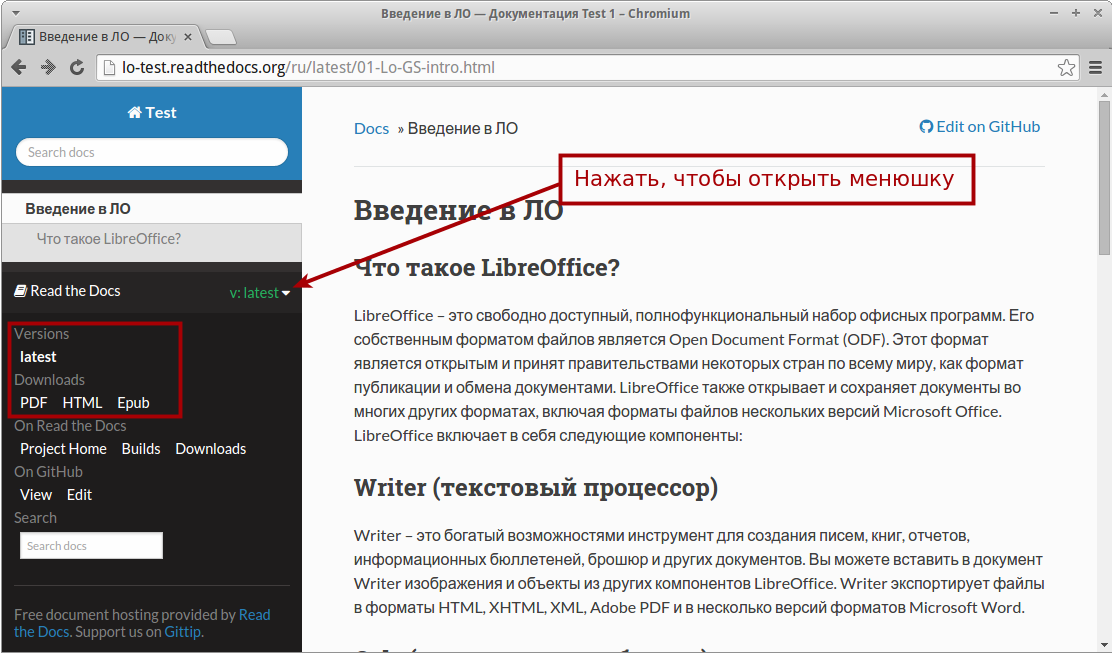 Введение в ЛО — Документация Test 1 – Chromium
Введение в ЛО — Доку
lo-test.readthedocs.org/ru/latest/01-Lo-GS-intro.html
Test
Search docs
Введение в ЛО
Что такое LibreOffice?
Read the Docs
v: latest
Versions
latest
Downloads
PDF HTML Epub
On Read the Docs
Project Home Builds Downloads
On GitHub
View Edit
Search
Search docs
Free document hosting provided by Read
the Docs. Support us on Gittip.
Docs » Введение в ЛО
Edit on GitHub
Нажать, чтобы открыть менюшку
Введение в ЛО
Что такое LibreOffice?
LibreOffice – это свободно доступный, полнофункциональный набор офисных программ. Его
собственным форматом файлов является Open Document Format (ODF). Этот формат
является открытым и принят правительствами некоторых стран по всему миру, как формат
публикации и обмена документами. LibreOffice также открывает и сохраняет документы во
многих других форматах, включая форматы файлов нескольких версий Microsoft Office.
LibreOffice включает в себя следующие компоненты:
Writer (текстовый процессор)
Writer – это богатый возможностями инструмент для создания писем, книг, отчетов,
информационных бюллетеней, брошюр и других документов. Вы можете вставить в документ
Writer изображения и объекты из других компонентов LibreOffice. Writer экспортирует файлы
в форматы HTML, XHTML, XML, Adobe PDF и в несколько версий форматов Microsoft Word.